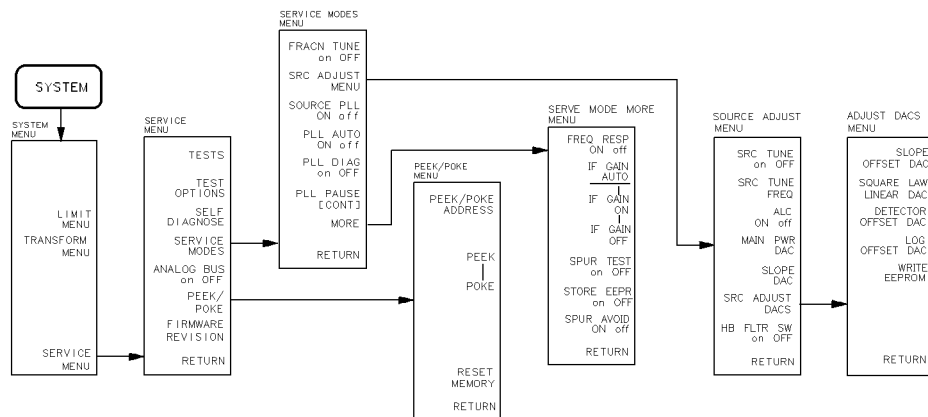 SYSTEM
SYSTEM
MENU
LIMIT
MENU
TRANSFORM
MENU
SERVICE
MENU
SERVICE
MENU
TESTS
TEST
OPTIONS
SELF
DIAGNOSE
SERVICE
MODES
ANALOG BUS
on OFF
PEEK/
POKE
FIRMWARE
REVISION
RETURN
SERVICE MODES
MENU
FRACN TUNE
on OFF
SRC ADJUST
MENU
SOURCE PLL
ON off
PLL AUTO
ON off
PLL DIAG
on OFF
PLL PAUSE
[CONT]
MORE
RETURN
PEEK/POKE
MENU
PEEK/POKE
ADDRESS
PEEK
POKE
RESET
MEMORY
RETURN
SERVE MODE MORE
MENU
FREQ RESP
ON off
IF GAIN
AUTO
IF GAIN
ON
IF GAIN
OFF
SPUR TEST
on OFF
STORE EEPR
on OFF
SPUR AVOID
ON off
RETURN
SOURCE ADJUST
MENU
SRC TUNE
on OFF
SRC TUNE
FREQ
ALC
ON off
MAIN PWR
DAC
SLOPE
DAC
SRC ADJUST
DACS
HB FLTR SW
on OFF
RETURN
ADJUST DACS
MENU
SLOPE
OFFSET DAC
SQUARE LAW
LINEAR DAC
DETECTOR
OFFSET DAC
LOG
OFFSET DAC
WRITE
EEPROM
RETURN